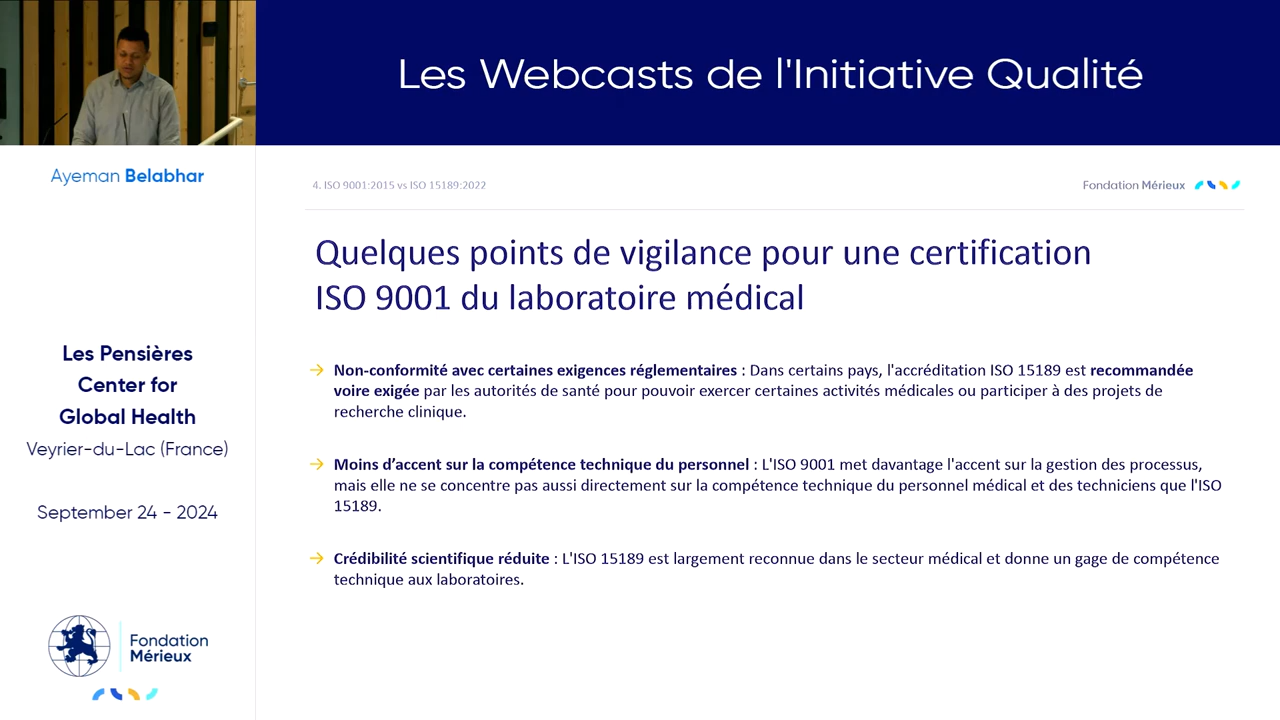 Les Webcasts de l'Initiative Qualité
Ayeman Belabhar
Les Pensières
Center for
Global Health
Veyrier-du-Lac (France)
September 24 - 2024
Fondation
Mérieux
4. ISO 9001:2015 vs ISO 15189:2022
Fondation Mérieux
Quelques points de vigilance pour une certification
ISO 9001 du laboratoire médical
→ Non-conformité avec certaines exigences réglementaires : Dans certains pays, l'accréditation ISO 15189 est recommandée
voire exigée par les autorités de santé pour pouvoir exercer certaines activités médicales ou participer à des projets de
recherche clinique.
→ Moins d’accent sur la compétence technique du personnel : L'ISO 9001 met davantage l'accent sur la gestion des processus,
mais elle ne se concentre pas aussi directement sur la compétence technique du personnel médical et des techniciens que l'ISO
15189.
→ Crédibilité scientifique réduite : L'ISO 15189 est largement reconnue dans le secteur médical et donne un gage de compétence
technique aux laboratoires.